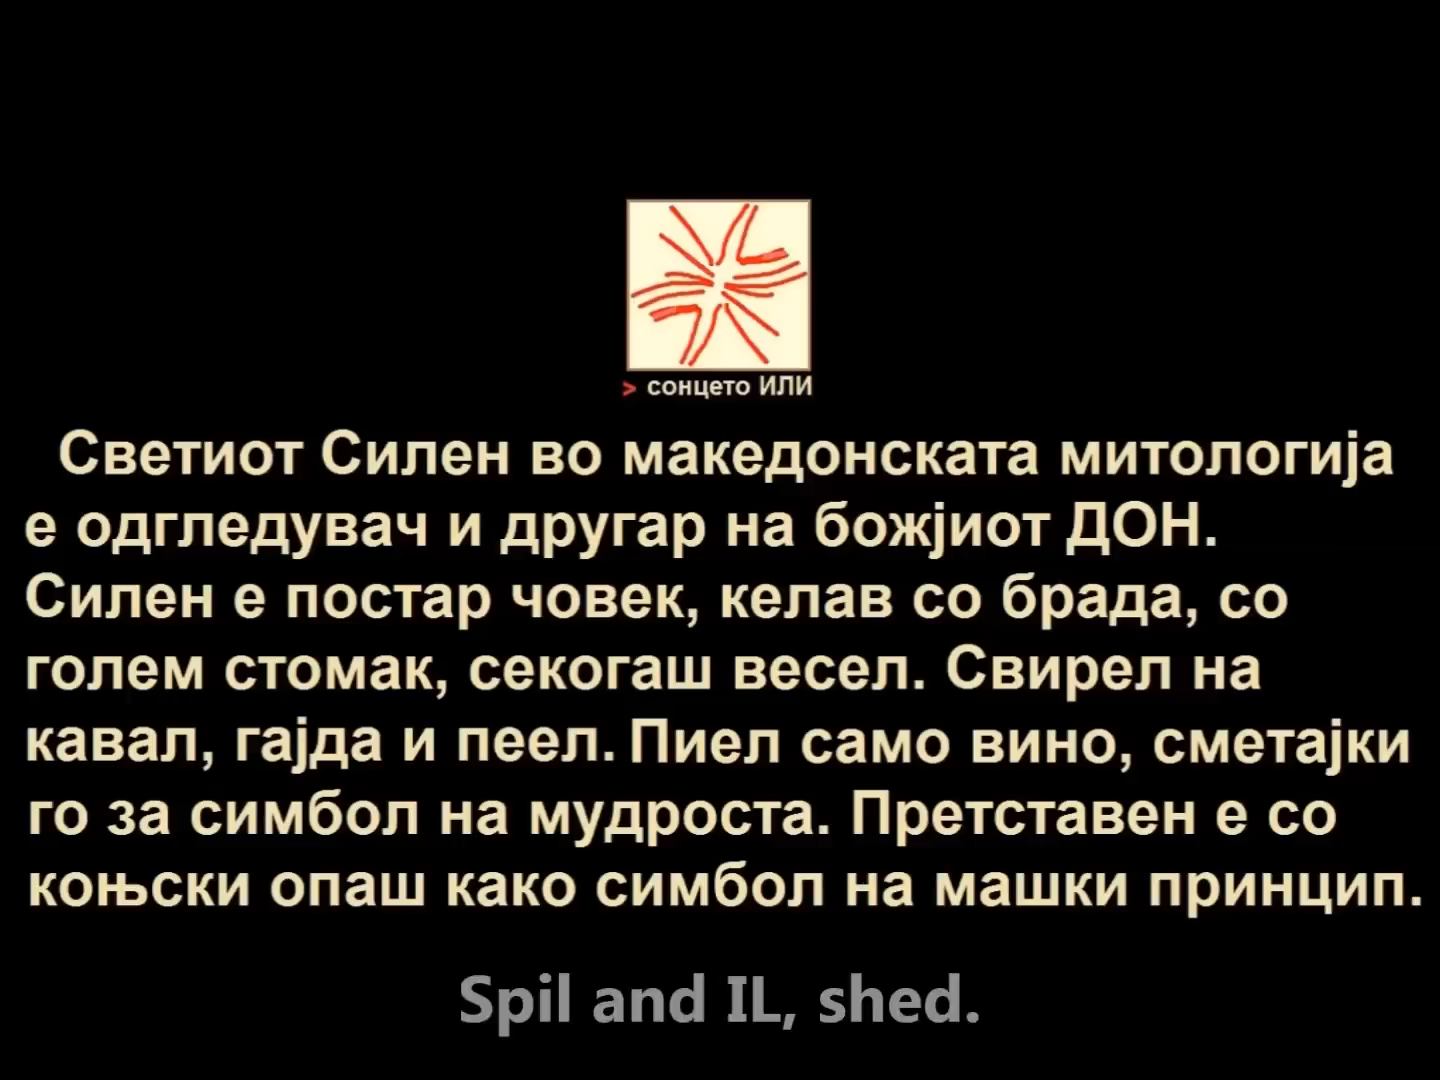 > сонцето ИЛИ
Светиот Силен во македонската митологија
е одгледувач и другар на божјиот ДОН.
Силен е постар човек, келав со брада, со
голем стомак, секогаш весел. Свирел на
кавал, гајда и пеел. Пиел само вино, сметајки
го за симбол на мудроста. Претставен е со
коњски опаш како симбол на машки принцип.
Spil and IL, shed.